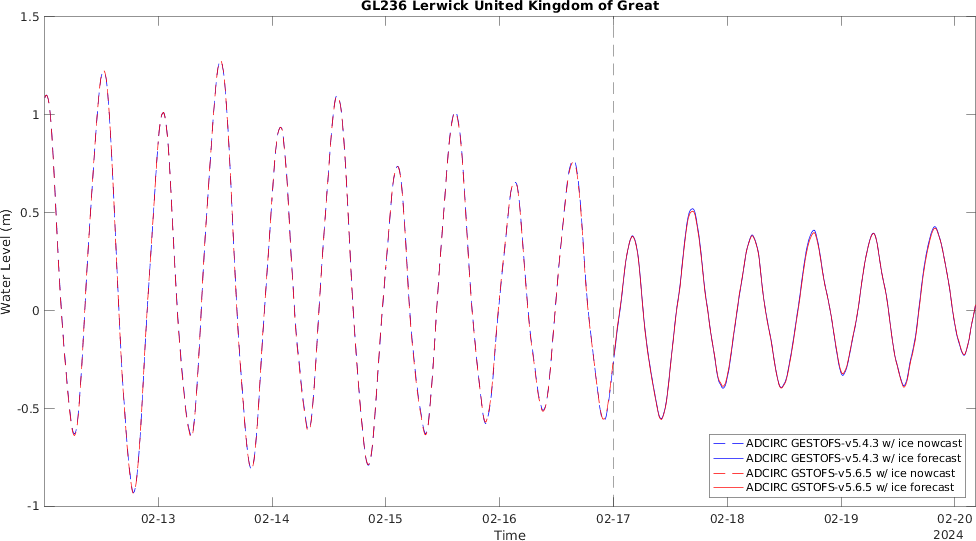 GL236 Lerwick United Kingdom of Great
1.5
1
0.5
0
-0.5
-1
Water Level (m)
02-13 02-14 02-15 02-16 02-17 02-18 02-19 02-20
2024
Time
ADCIRC GESTOFS-v5.4.3 w/ ice nowcast
ADCIRC GESTOFS-v5.4.3 w/ ice forecast
ADCIRC GSTOFS-v5.6.5 w/ ice nowcast
ADCIRC GSTOFS-v5.6.5 w/ ice forecast